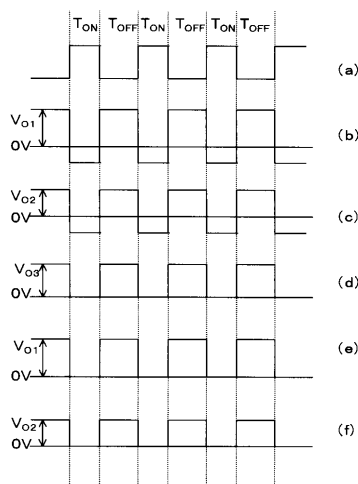 TON TOFF TON TOFF TON TOFF
(a)
VO1
0V
(b)
VO2
0V
(c)
VO3
0V
(d)
VO1
0V
(e)
VO2
0V
(f)